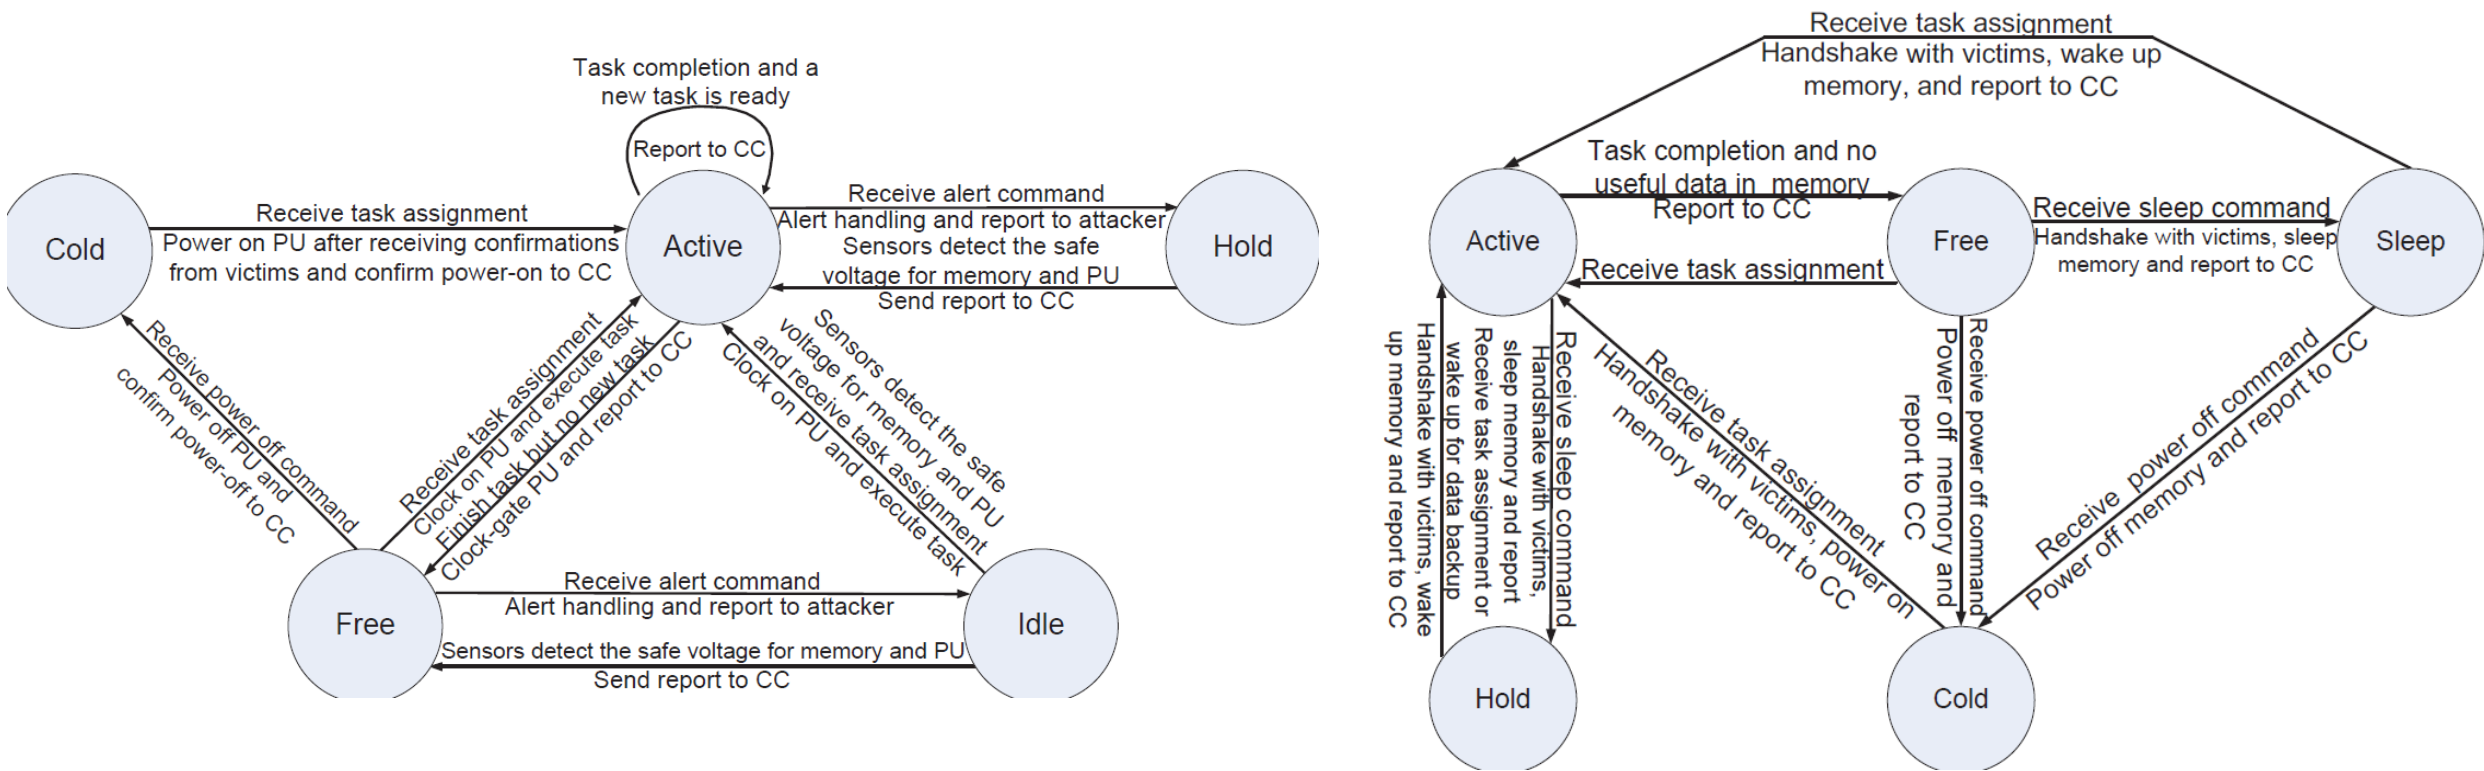 Task completion and a
new task is ready
Report to CC
Cold
Receive task assignment
Power on PU after receiving confirmations
from victims and confirm power-on to CC
Active
Receive alert command
Alert handling and report to attacker
Sensors detect the safe
voltage for memory and PU
Send report to CC
Hold
Receive power off command
Power off PU and
confirm power-off to CC
Receive task assignment
Clock on PU and execute task
Finish task but no new task
Clock-gate PU and report to CC
Sensors detect the safe
voltage for memory and PU
and receive task assignment
Clock on PU and execute task
Free
Receive alert command
Alert handling and report to attacker
Sensors detect the safe voltage for memory and PU
Send report to CC
Idle
Receive task assignment
Handshake with victims, wake up
memory, and report to CC
Active
Task completion and no
useful data in memory
Report to CC
Receive task assignment
Free
Receive sleep command
Handshake with victims, sleep
memory and report to CC
Sleep
Receive task assignment or
wake up for data backup
Handshake with victims, wake
up memory and report to CC
Receive sleep command
Handshake with victims,
sleep memory and report
Receive task assignment
Handshake with victims, power on
memory and report to CC
Receive power off command
Power off memory and
report to CC
Receive power off command
Power off memory and report to CC
Hold
Cold